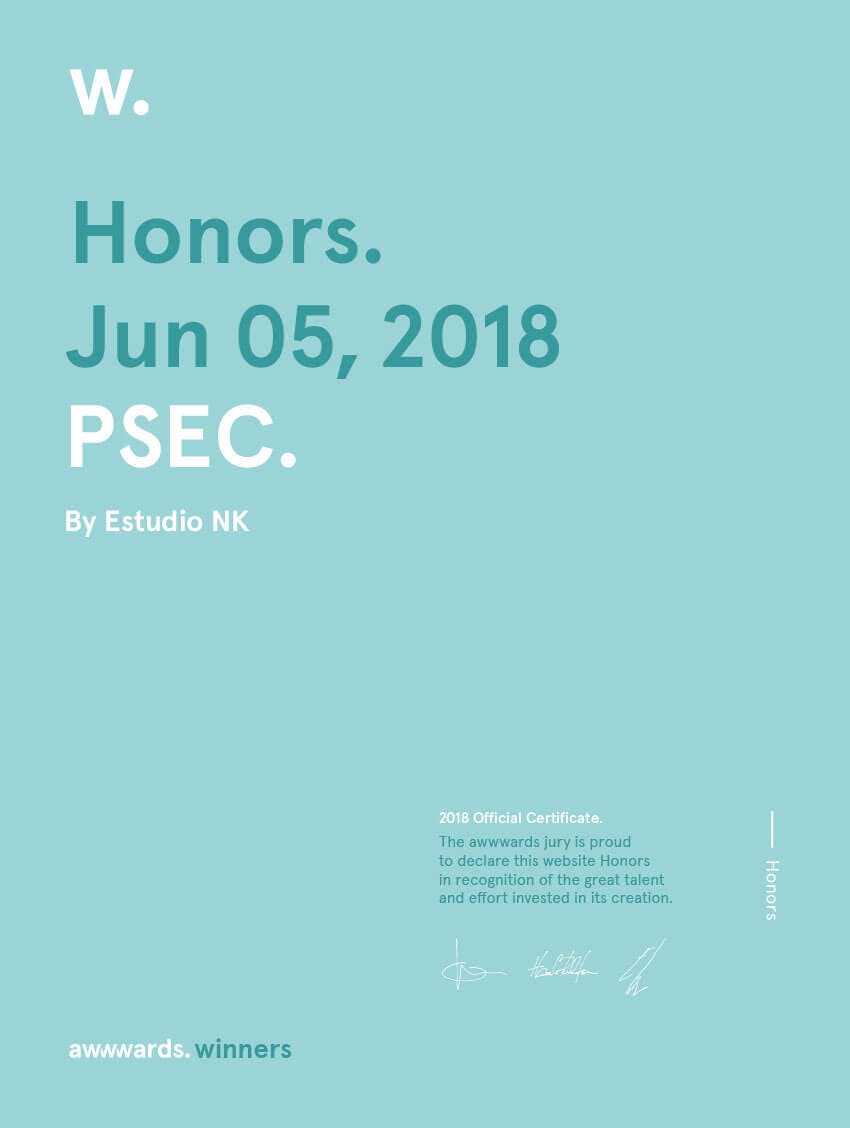 w.
Honors.
Jun 05, 2018
PSEC.
By Estudio NK
2018 Official Certificate.
The awwwards jury is proud
to declare this website Honors
in recognition of the great talent
and effort invested in its creation.
Honors
awwwards. winners